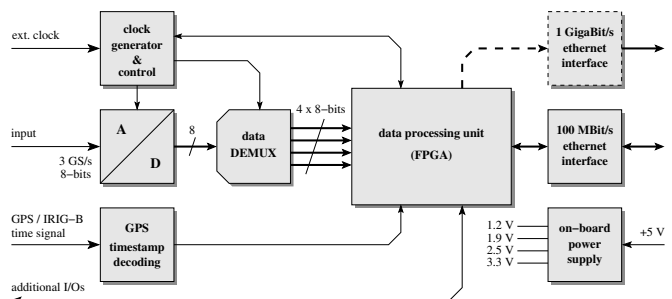 ext. clock
clock
generator
&
control
1 GigaBit/s
ethernet
interface
4 x 8-bits
input
3 GS/s
8-bits
A
D
8
data
DEMUX
data processing unit
(FPGA)
100 MBit/s
ethernet
interface
GPS / IRIG-B
time signal
GPS
timestamp
decoding
1.2 V
1.9 V
2.5 V
3.3 V
on-board
power
supply
+5 V
additional I/Os